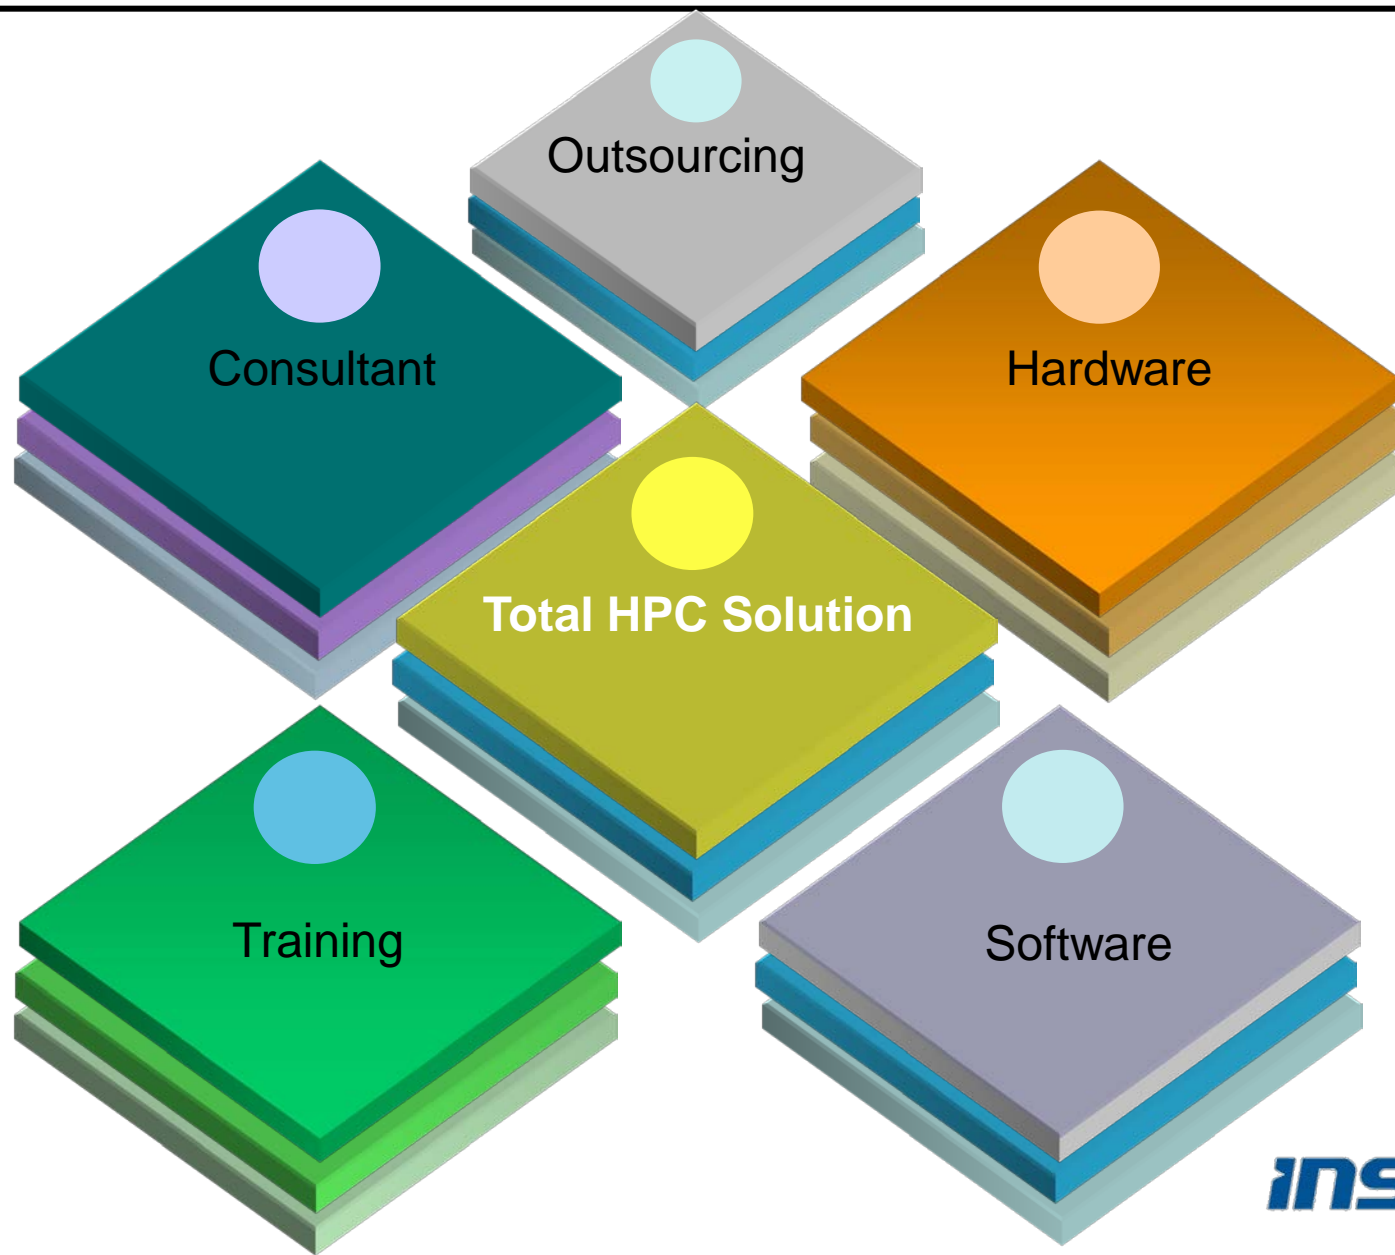 Outsourcing
Consultant
Hardware
Total HPC Solution
Training
Software